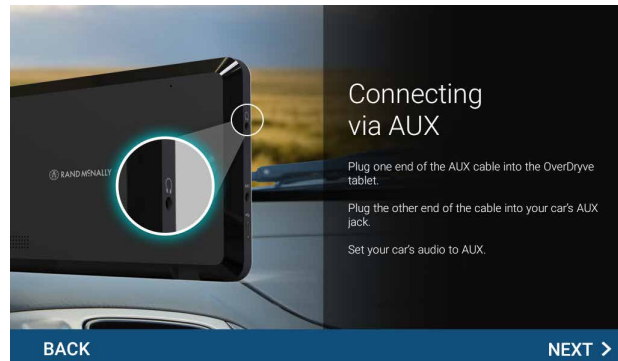 RAND MCNALLY
Connecting
via AUX
Plug one end of the AUX cable into the OverDryve
tablet.
Plug the other end of the cable into your car's AUX
jack.
Set your car's audio to AUX.
BACK
NEXT >